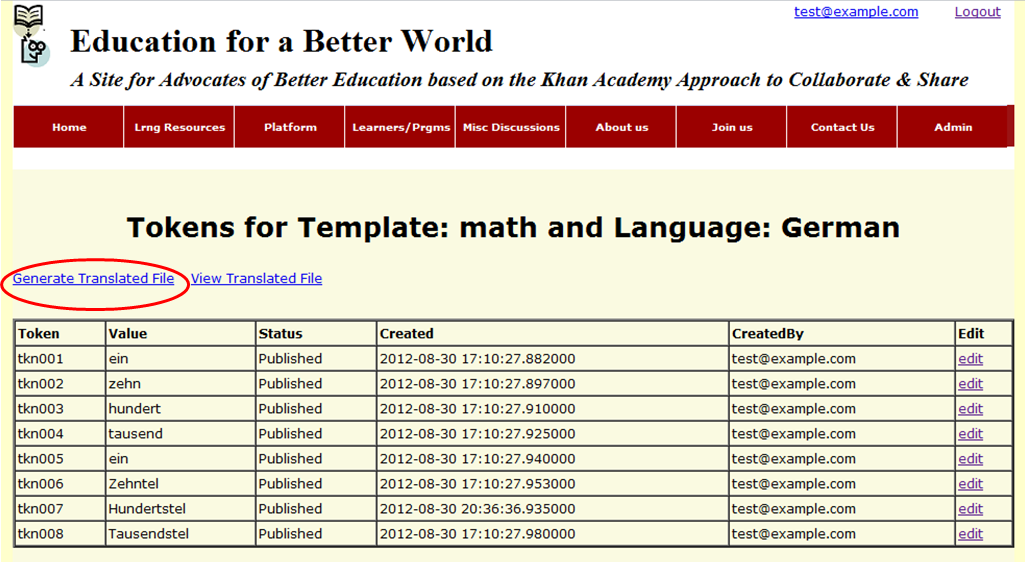 test@example.com Logout
Education for a Better World
A Site for Advocates of Better Education based on the Khan Academy Approach to Collaborate & Share
Home Lrng Resources Platform Learners/Prgms Misc Discussions About us Join us Contact Us Admin
Tokens for Template: math and Language: German
Generate Translated File View Translated File
Token Value Status Created CreatedBy Edit
tkn001 ein Published 2012-08-30 17:10:27.882000 test@example.com edit
tkn002 zehn Published 2012-08-30 17:10:27.897000 test@example.com edit
tkn003 hundert Published 2012-08-30 17:10:27.910000 test@example.com edit
tkn004 tausend Published 2012-08-30 17:10:27.925000 test@example.com edit
tkn005 ein Published 2012-08-30 17:10:27.940000 test@example.com edit
tkn006 Zehntel Published 2012-08-30 17:10:27.953000 test@example.com edit
tkn007 Hundertstel Published 2012-08-30 20:36:36.935000 test@example.com edit
tkn008 Tausendstel Published 2012-08-30 17:10:27.980000 test@example.com edit